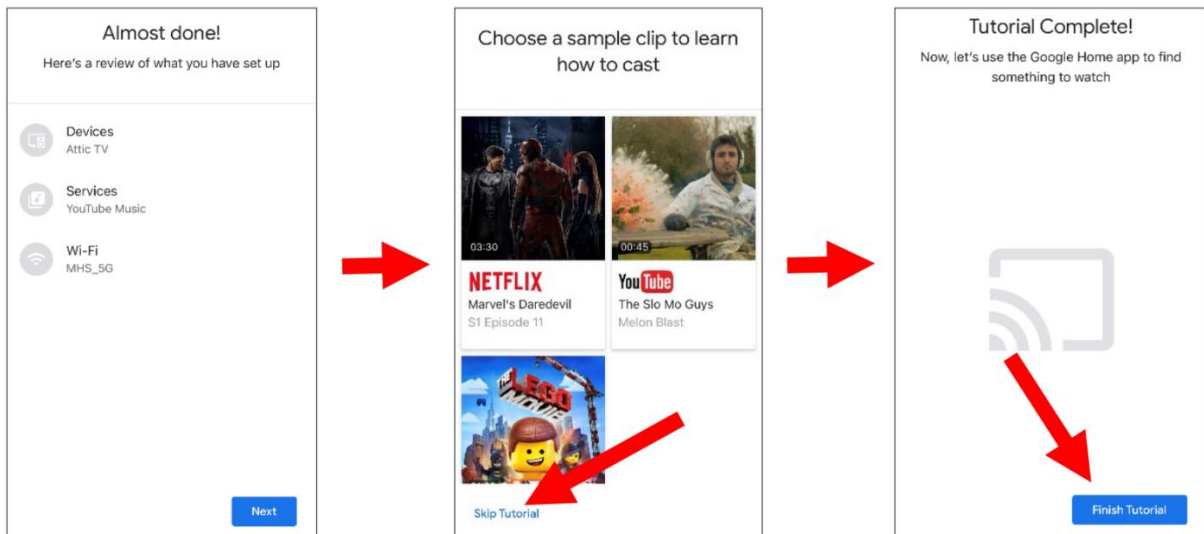 Almost done!
Here's a review of what you have set up
Devices
Attic TV
Services
YouTube Music
Wi-Fi
MHS_5G
Next
Choose a sample clip to learn
how to cast
03:30
00:45
NETFLIX
YouTube
Marvel's Daredevil
The Slo Mo Guys
S1 Episode 11
Melon Blast
THE
LEGO
MOVIE
Skip Tutorial
Tutorial Complete!
Now, let's use the Google Home app to find
something to watch
Finish Tutorial